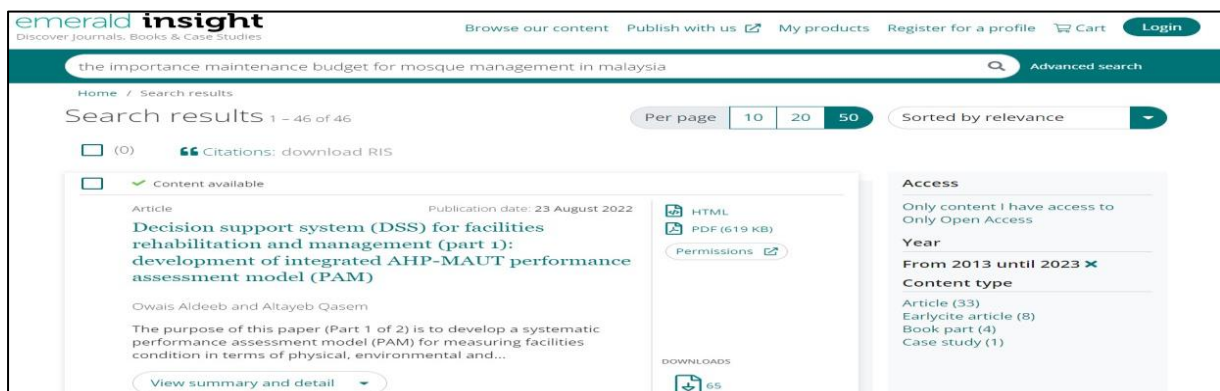 emerald insight
Discover Journals, Books & Case Studies
Browse our content Publish with us My products Register for a profile Cart Login
the importance maintenance budget for mosque management in malaysia
Advanced search
Home / Search results
Search results 1 – 46 of 46
Per page 10 20 50
Sorted by relevance
(0) Citations: download RIS
Content available
Article
Publication date: 23 August 2022
Decision support system (DSS) for facilities
rehabilitation and management (part 1):
development of integrated AHP-MAUT performance
assessment model (PAM)
Owais Aldeeb and Altayeb Qasem
The purpose of this paper (Part 1 of 2) is to develop a systematic
performance assessment model (PAM) for measuring facilities
condition in terms of physical, environmental and...
View summary and detail
HTML
PDF (619 KB)
Permissions
DOWNLOADS
65
Access
Only content I have access to
Only Open Access
Year
From 2013 until 2023 ×
Content type
Article (33)
Earlycite article (8)
Book part (4)
Case study (1)